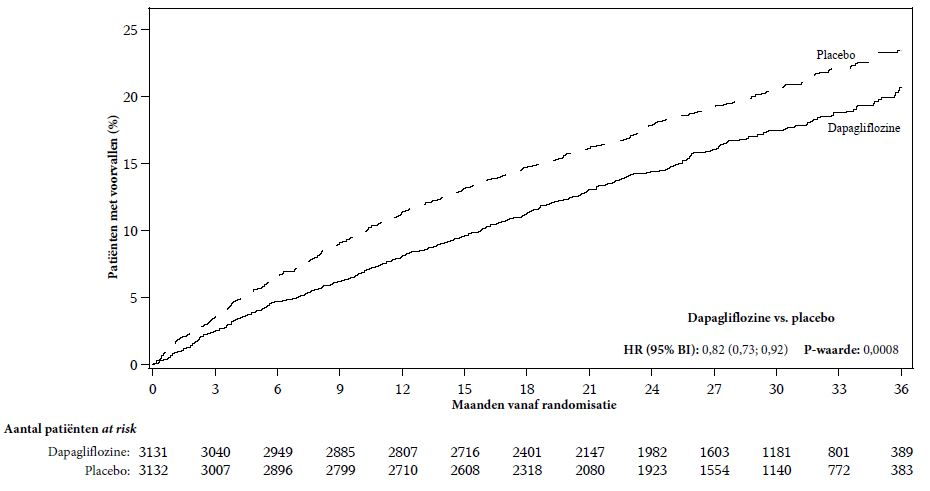 25
Placebo
20
Dapagliflozine
Patiënten met voorvallen (%)
15
10
5
Dapagliflozine vs. placebo
HR (95% BI): 0,82 (0,73; 0,92) P-waarde: 0,0008
0
0 3 6 9 12 15 18 21 24 27 30 33 36
Maanden vanaf randomisatie
Aantal patiënten at risk
Dapagliflozine: 3131 3040 2949 2885 2807 2716 2401 2147 1982 1603 1181 801 389
Placebo: 3132 3007 2896 2799 2710 2608 2318 2080 1923 1554 1140 772 383